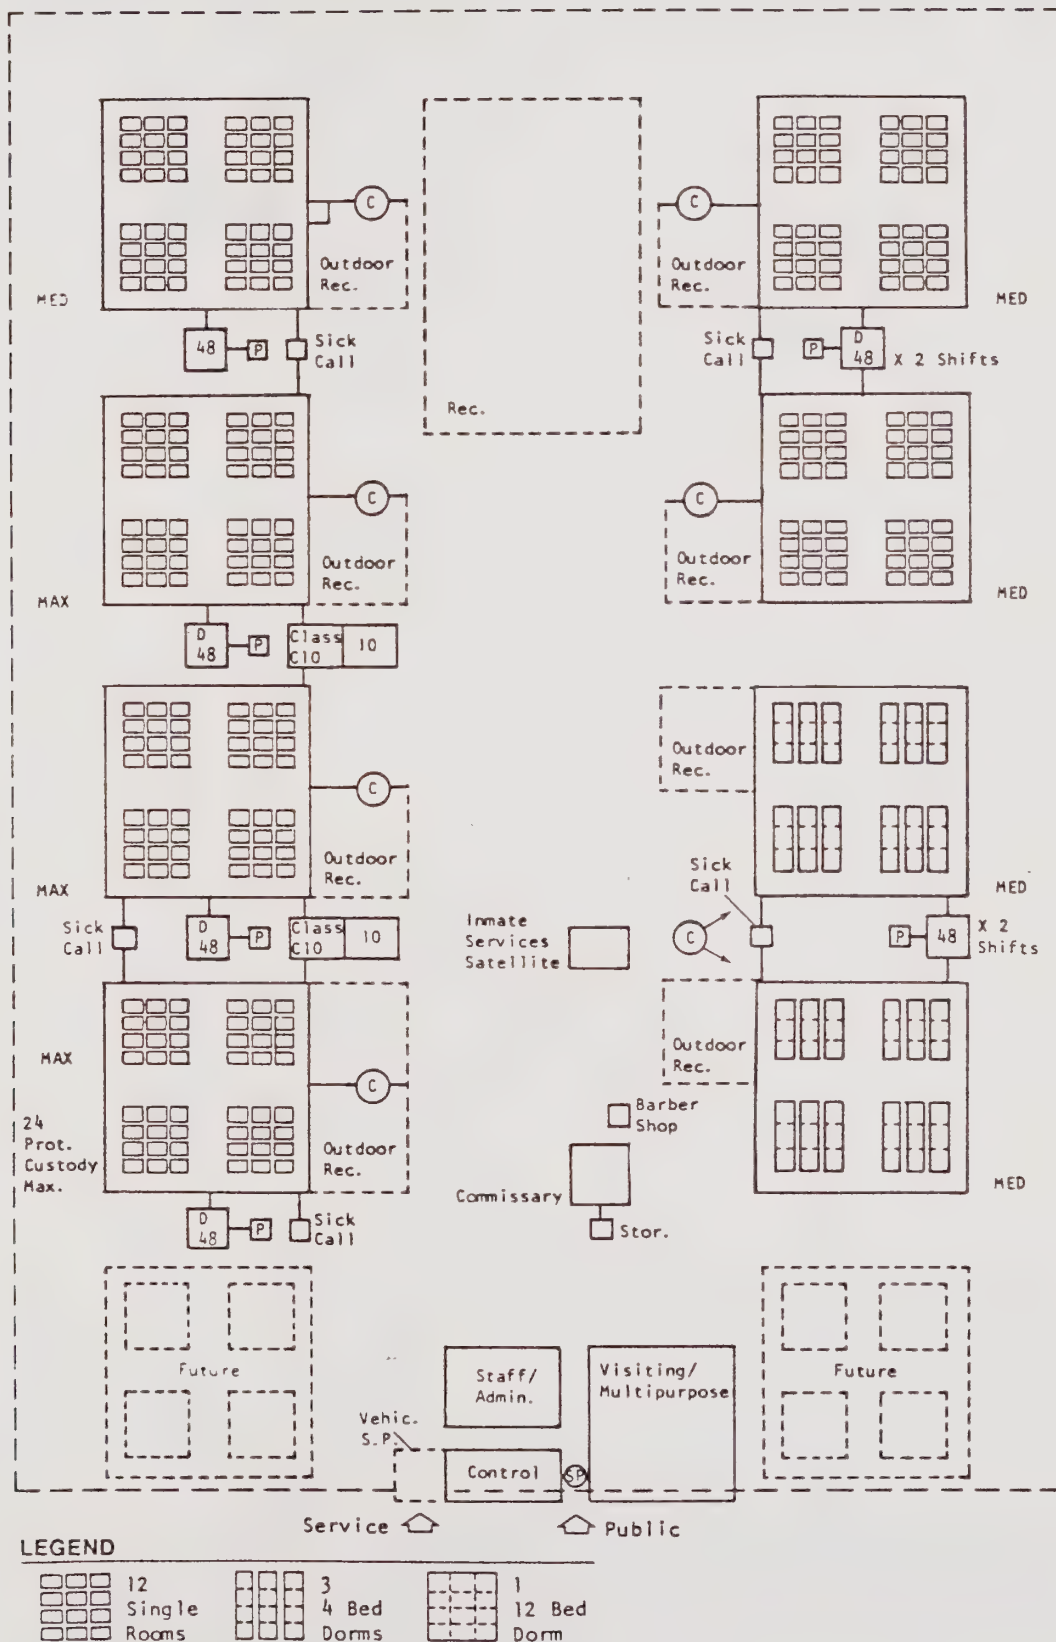 C
Outdoor
Rec.
MED
48
P
Sick
Call
Rec.
C
Outdoor
Rec.
MED
Sick
Call
P
D
48
X 2 Shifts
C
Outdoor
Rec.
MAX
D
48
P
Class
C10
10
C
Outdoor
Rec.
MED
C
Outdoor
Rec.
MAX
Sick
Call
D
48
P
Class
C10
10
Outdoor
Rec.
MED
Sick
Call
Inmate
Services
Satellite
C
P
48
X 2
Shifts
MAX
C
24
Prot.
Custody
Max.
Outdoor
Rec.
D
48
P
Sick
Call
Outdoor
Rec.
MED
Barber
Shop
Commissary
Stor.
Future
Staff/
Admin.
Visiting/
Multipurpose
Future
Vehic.
S.P.
Control
SP
Service
Public
LEGEND
12
Single
Rooms
3
4 Bed
Dorms
1
12 Bed
Dorm